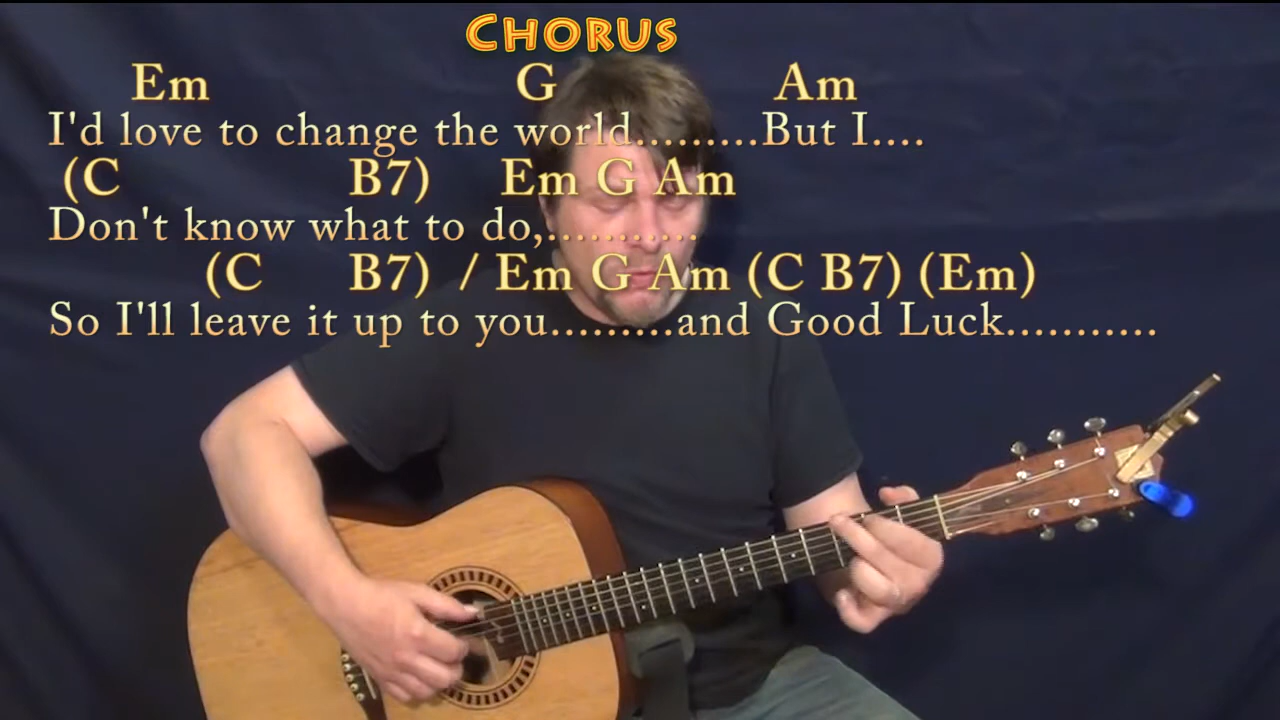 CHORUS
Em G Am
I'd love to change the world.........But I....
(C B7) Em G Am
Don't know what to do,...........
(C B7) / Em G Am (C B7) (Em)
So I'll leave it up to you.........and Good Luck...........